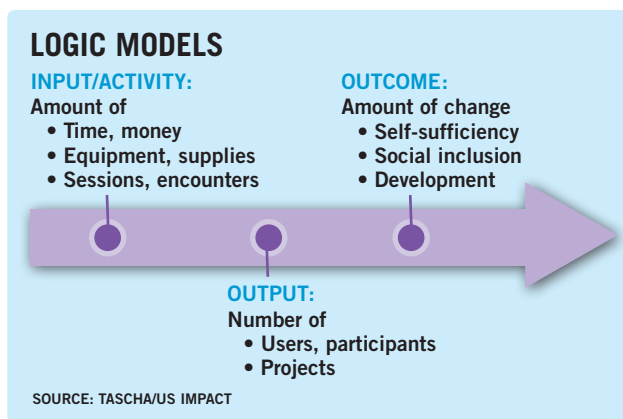 LOGIC MODELS
INPUT/ACTIVITY:
Amount of
• Time, money
• Equipment, supplies
• Sessions, encounters
OUTCOME:
Amount of change
• Self-sufficiency
• Social inclusion
• Development
OUTPUT:
Number of
• Users, participants
• Projects
SOURCE: TASCHA/US IMPACT